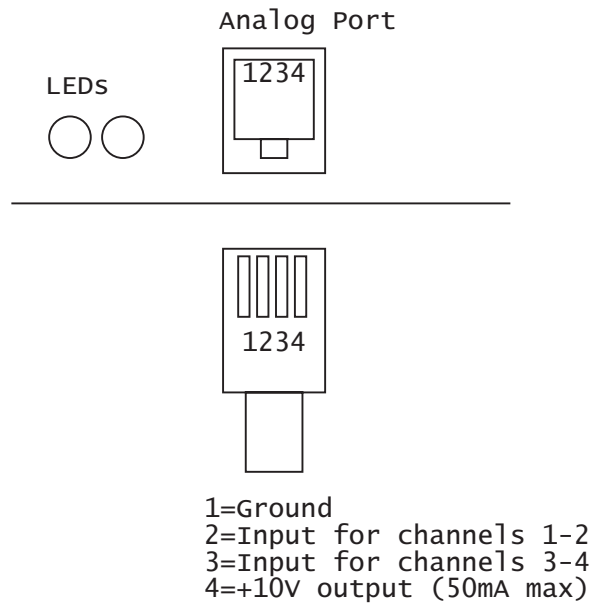 Analog Port
1234
LEDs
1234
1=Ground
2=Input for channels 1-2
3=Input for channels 3-4
4=+10V output (50mA max)